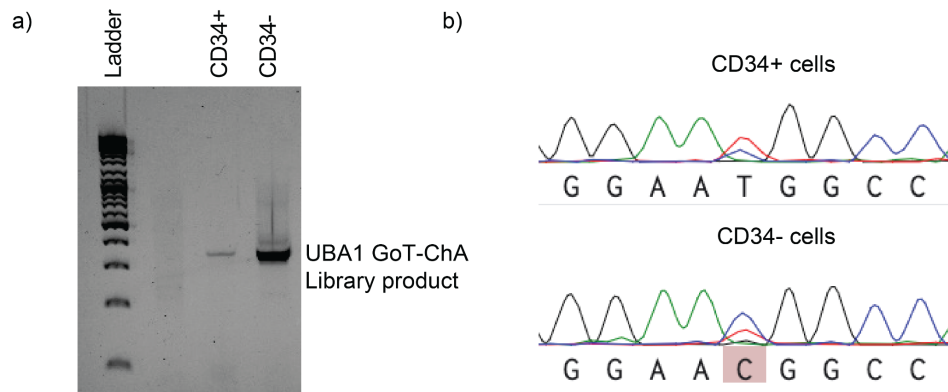 a)
Ladder
CD34+
CD34-
UBA1 GoT-ChA
Library product
b)
CD34+ cells
G G A A T G G C C
CD34- cells
G G A A C G G C C